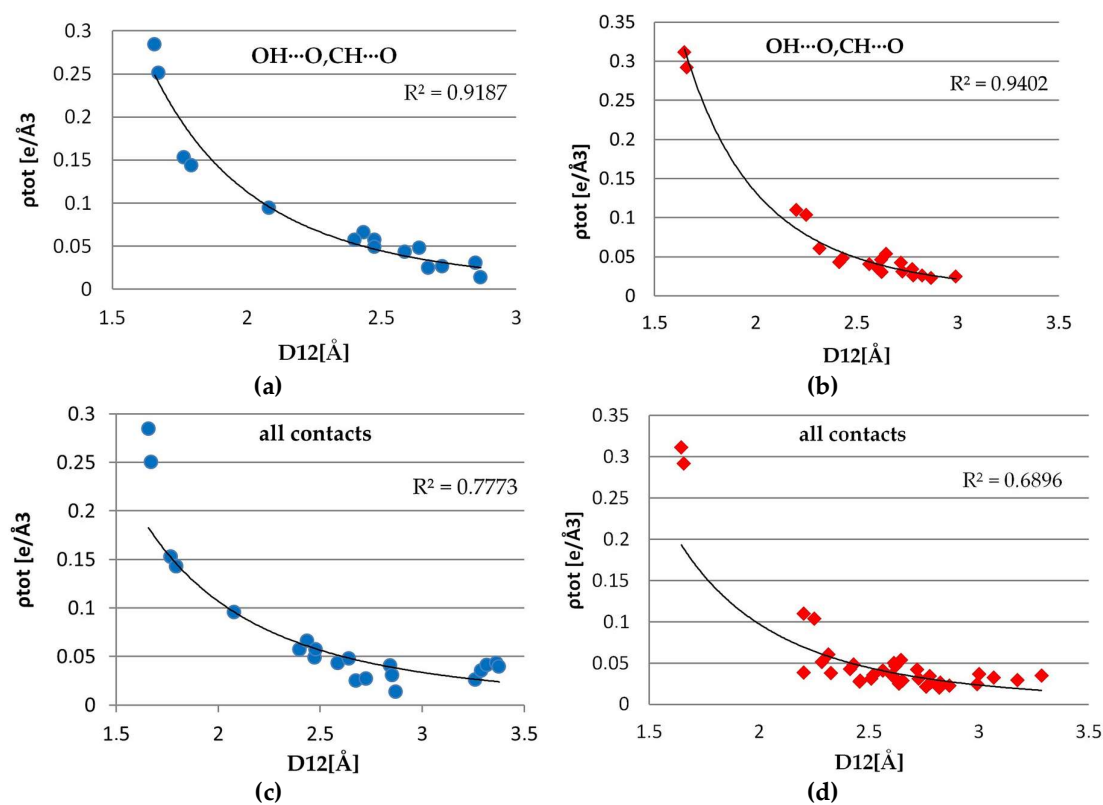 0.3
0.25
0.2
0.15
0.1
0.05
0
ρtot [e/Å3]
OH···O,CH···O
R² = 0.9187
1.5 2 2.5 3
D12[Å]
(a)
0.35
0.3
0.25
0.2
0.15
0.1
0.05
0
ρtot [e/Å3]
OH···O,CH···O
R² = 0.9402
1.5 2 2.5 3 3.5
D12[Å]
(b)
0.3
0.25
0.2
0.15
0.1
0.05
0
ρtot [e/Å3]
all contacts
R² = 0.7773
1.5 2 2.5 3 3.5
D12[Å]
(c)
0.35
0.3
0.25
0.2
0.15
0.1
0.05
0
ρtot [e/Å3]
all contacts
R² = 0.6896
1.5 2 2.5 3 3.5
D12[Å]
(d)